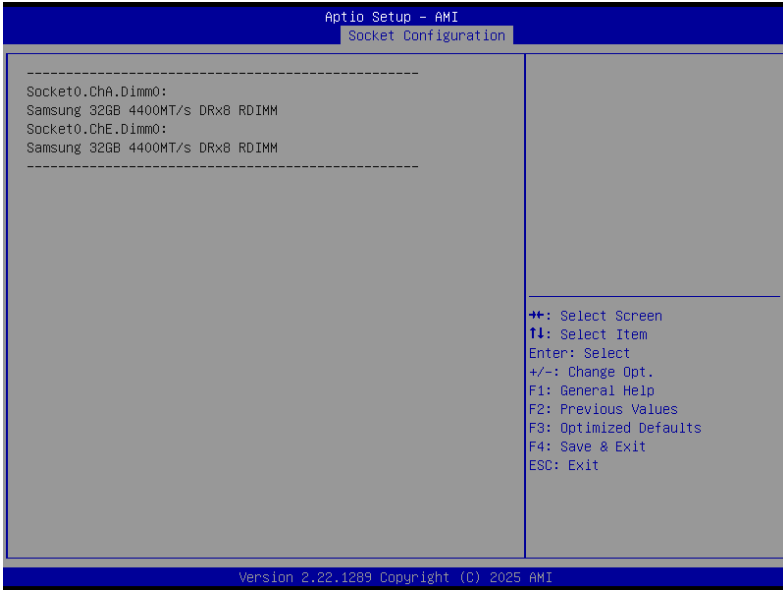 Aptio Setup – AMI
Socket Configuration
-------------------------------------------------
Socket0.ChA.Dimm0:
Samsung 32GB 4400MT/s DRx8 RDIMM
Socket0.ChE.Dimm0:
Samsung 32GB 4400MT/s DRx8 RDIMM
-------------------------------------------------
→←: Select Screen
↑↓: Select Item
Enter: Select
+/-: Change Opt.
F1: General Help
F2: Previous Values
F3: Optimized Defaults
F4: Save & Exit
ESC: Exit
Version 2.22.1289 Copyright (C) 2025 AMI